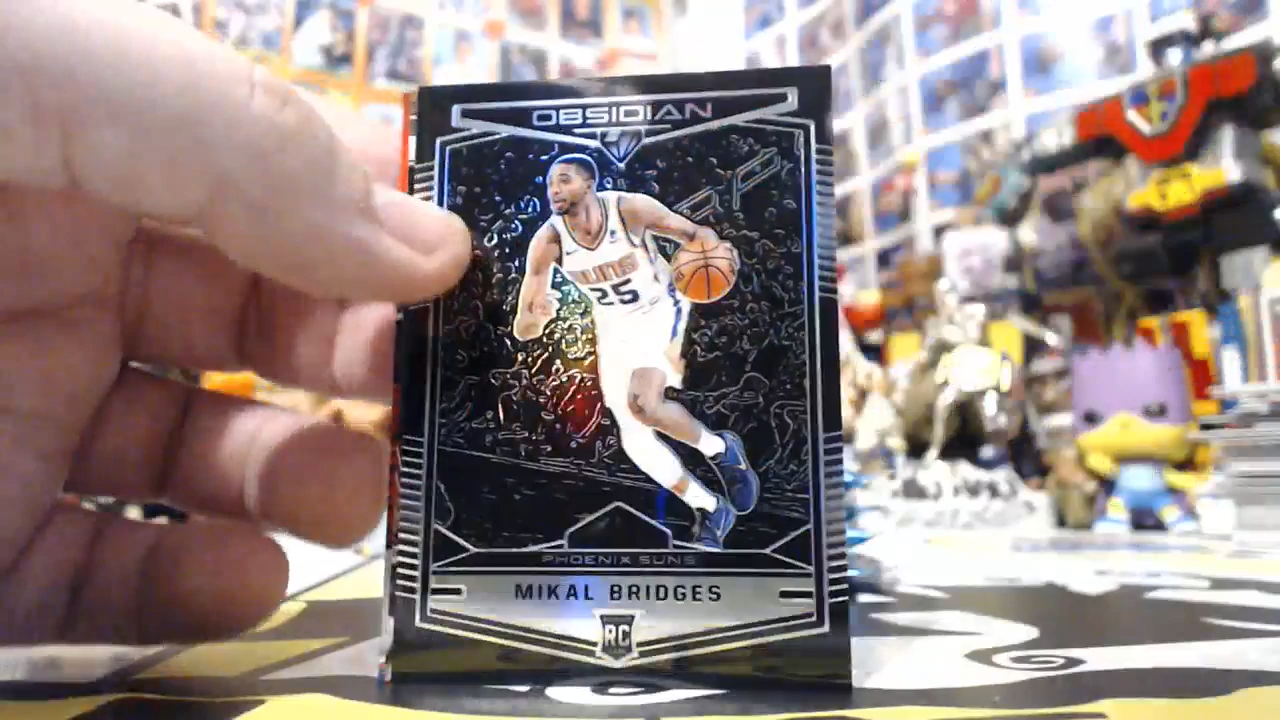 OBSIDIAN
SUNS
25
PHOENIX SUNS
MIKAL BRIDGES
RC